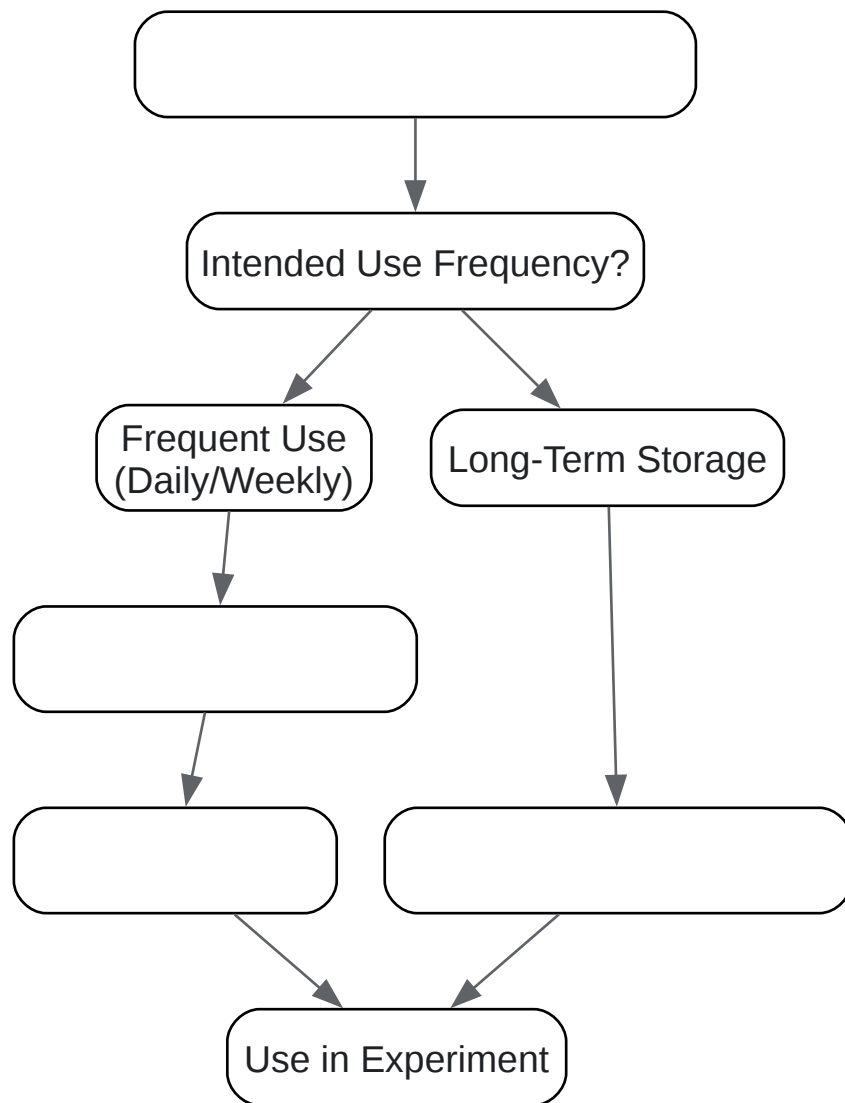 Intended Use Frequency?
Frequent Use
(Daily/Weekly)
Long-Term Storage
Use in Experiment